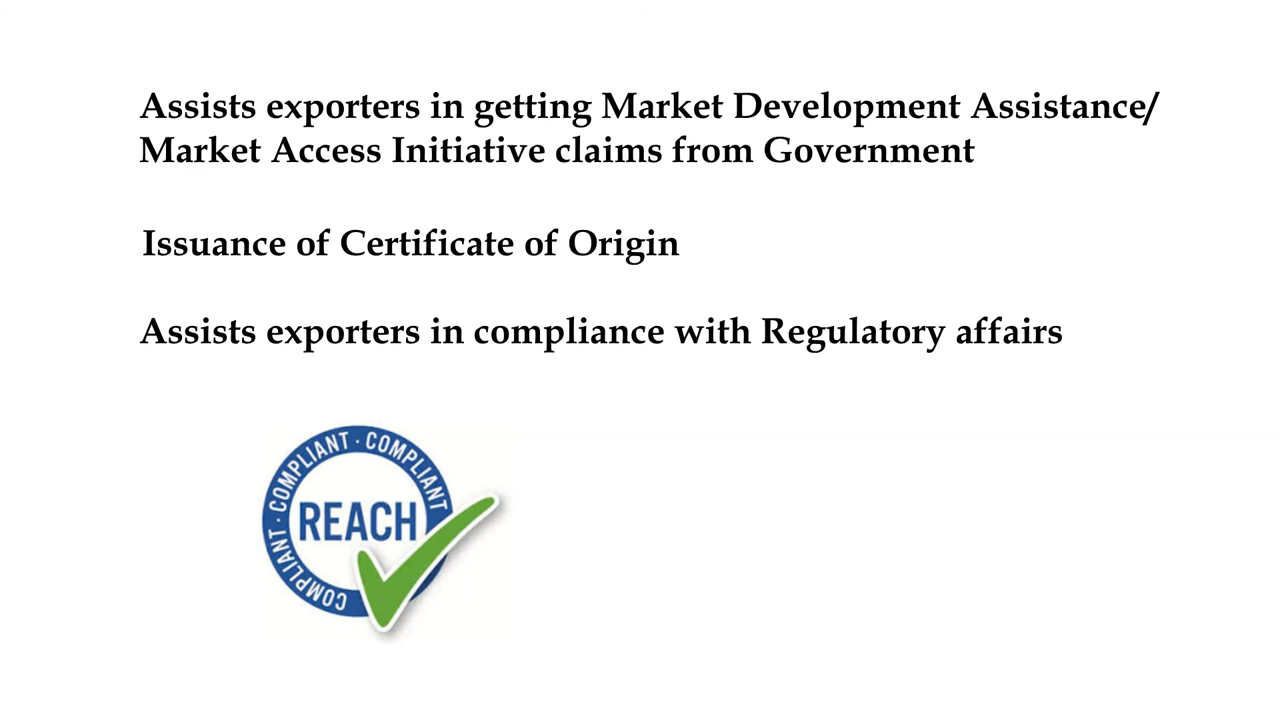 Assists exporters in getting Market Development Assistance/
Market Access Initiative claims from Government
Issuance of Certificate of Origin
Assists exporters in compliance with Regulatory affairs
COMPLIANT · COMPLIANT · COMPLIANT
REACH